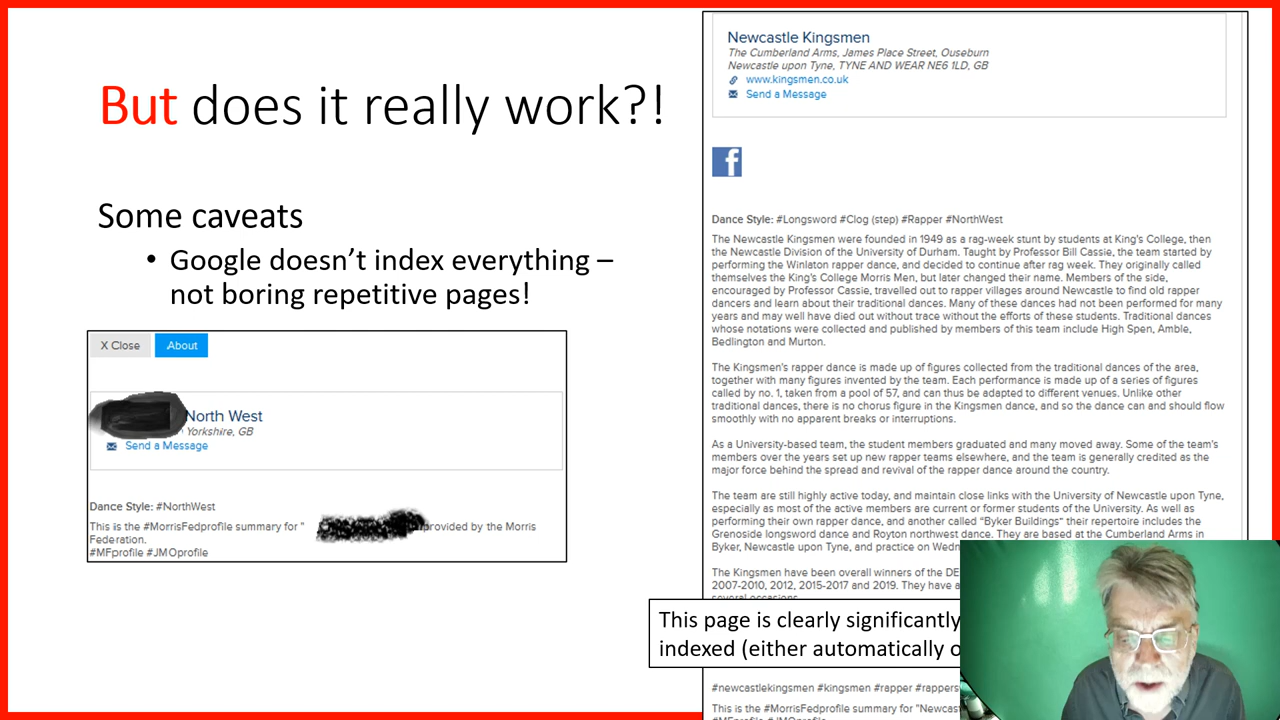 But does it really work?!
Some caveats
• Google doesn’t index everything –
not boring repetitive pages!
X Close
About
North West
Yorkshire, GB
Send a Message
Dance Style: #NorthWest
This is the #MorrisFedprofile summary for " provided by the Morris
Federation.
#MFprofile #JMOprofile
Newcastle Kingsmen
The Cumberland Arms, James Place Street, Ouseburn
Newcastle upon Tyne, TYNE AND WEAR NE6 1LD, GB
www.kingsmen.co.uk
Send a Message
f
Dance Style: #Longsword #Clog (step) #Rapper #NorthWest
The Newcastle Kingsmen were founded in 1949 as a rag-week stunt by students at King's College, then
the Newcastle Division of the University of Durham. Taught by Professor Bill Cassie, the team started by
performing the Winlaton rapper dance, and decided to continue after rag week. They originally called
themselves the King's College Morris Men, but later changed their name. Members of the side,
encouraged by Professor Cassie, travelled out to rapper villages around Newcastle to find old rapper
dancers and learn about their traditional dances. Many of these dances had not been performed for many
years and may well have died out without trace without the efforts of these students. Traditional dances
whose notations were collected and published by members of this team include High Spen, Amble,
Bedlington and Murton.
The Kingsmen's rapper dance is made up of figures collected from the traditional dances of the area,
together with many figures invented by the team. Each performance is made up of a series of figures
called by no. 1, taken from a pool of 57, and can thus be adapted to different venues. Unlike other
traditional dances, there is no chorus figure in the Kingsmen dance, and so the dance can and should flow
smoothly with no apparent breaks or interruptions.
As a University-based team, the student members graduated and many moved away. Some of the team's
members over the years set up new rapper teams elsewhere, and the team is generally credited as the
major force behind the spread and revival of the rapper dance around the country.
The team are still highly active today, and maintain close links with the University of Newcastle upon Tyne,
especially as most of the active members are current or former students of the University. As well as
performing their own rapper dance, and another called "Byker Buildings" their repertoire includes the
Grenoside longsword dance and Royton northwest dance. They are based at the Cumberland Arms in
Byker, Newcastle upon Tyne, and practice on
The Kingsmen have been overall winners of the
2007-2010, 2012, 2015-2017 and 2019. They have
several occasions
This page is clearly significantly
indexed (either automatically
#newcastlekingsmen #kingsmen #rapper #rappers
This is the #MorrisFedprofile summary for
#MFprofile #JMOprofile